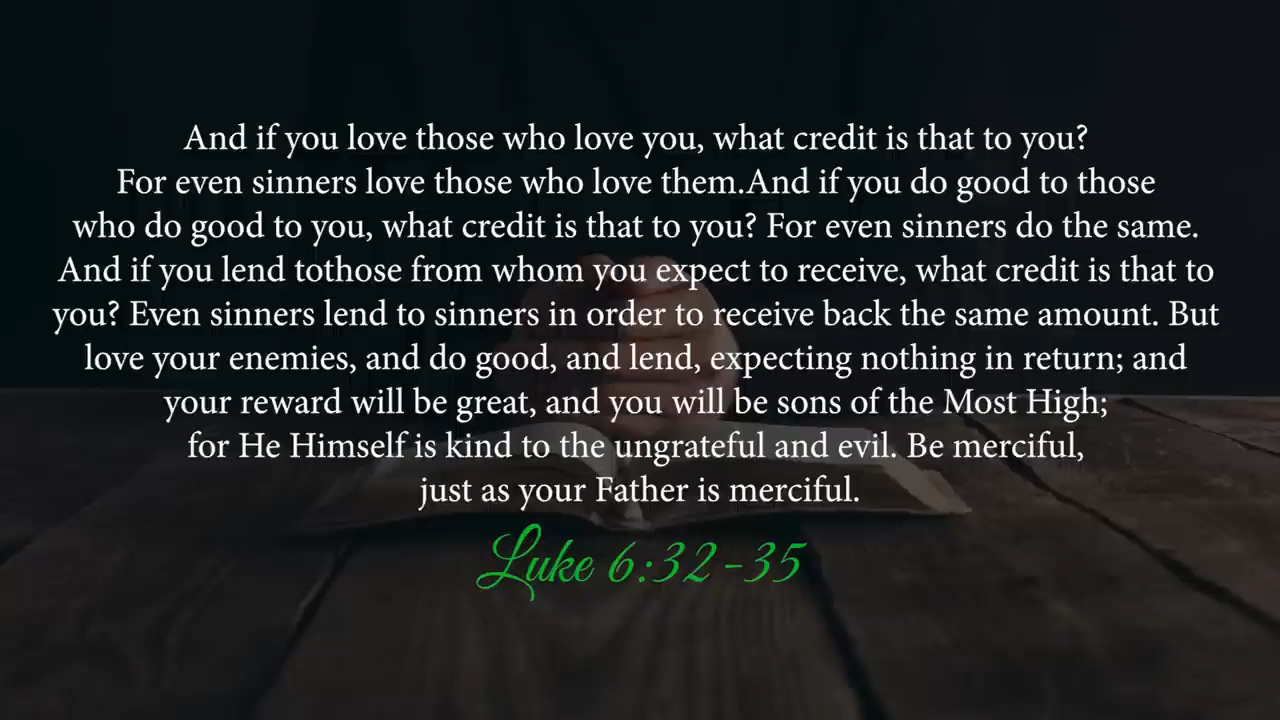 And if you love those who love you, what credit is that to you?
For even sinners love those who love them.And if you do good to those
who do good to you, what credit is that to you? For even sinners do the same.
And if you lend tothose from whom you expect to receive, what credit is that to
you? Even sinners lend to sinners in order to receive back the same amount. But
love your enemies, and do good, and lend, expecting nothing in return; and
your reward will be great, and you will be sons of the Most High;
for He Himself is kind to the ungrateful and evil. Be merciful,
just as your Father is merciful.
Luke 6:32-35